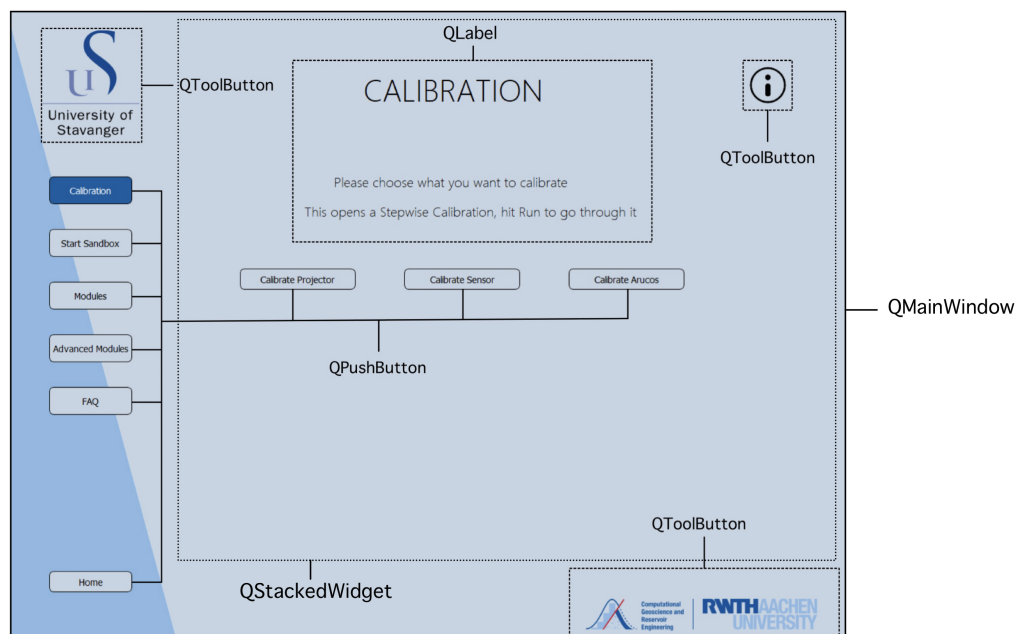 QLabel
uS
University of
Stavanger
QToolButton
CALIBRATION
QToolButton
Please choose what you want to calibrate
This opens a Stepwise Calibration, hit Run to go through it
Calibration
Start Sandbox
Modules
Advanced Modules
FAQ
Home
Calibrate Projector
Calibrate Sensor
Calibrate Arucos
QPushButton
QMainWindow
QToolButton
QStackedWidget
Computational
Geoscience and
Reservoir
Engineering
RWTHAACHEN
UNIVERSITY